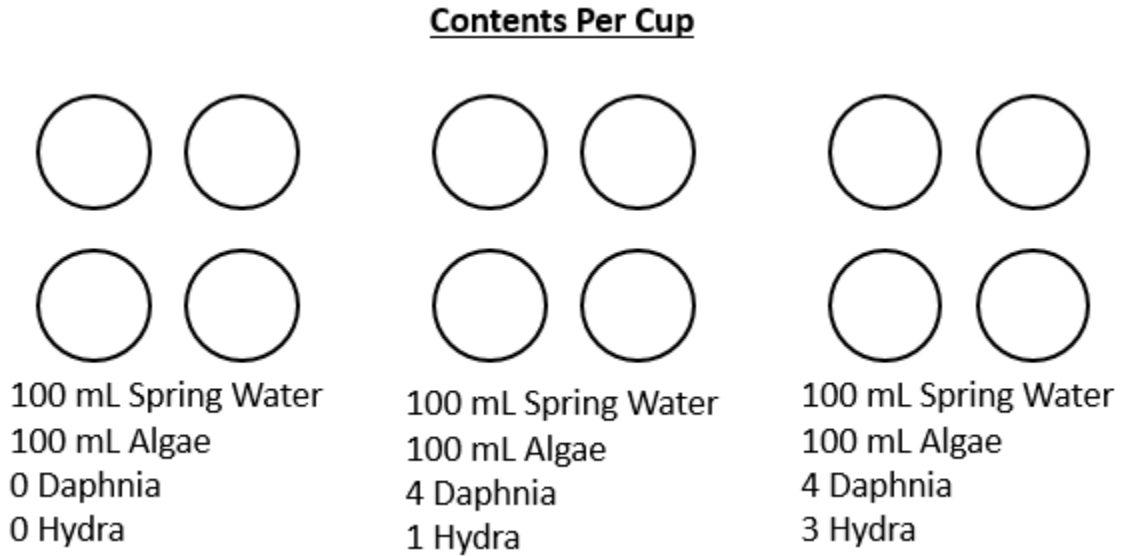 Contents Per Cup
100 mL Spring Water
100 mL Algae
0 Daphnia
0 Hydra
100 mL Spring Water
100 mL Algae
4 Daphnia
1 Hydra
100 mL Spring Water
100 mL Algae
4 Daphnia
3 Hydra